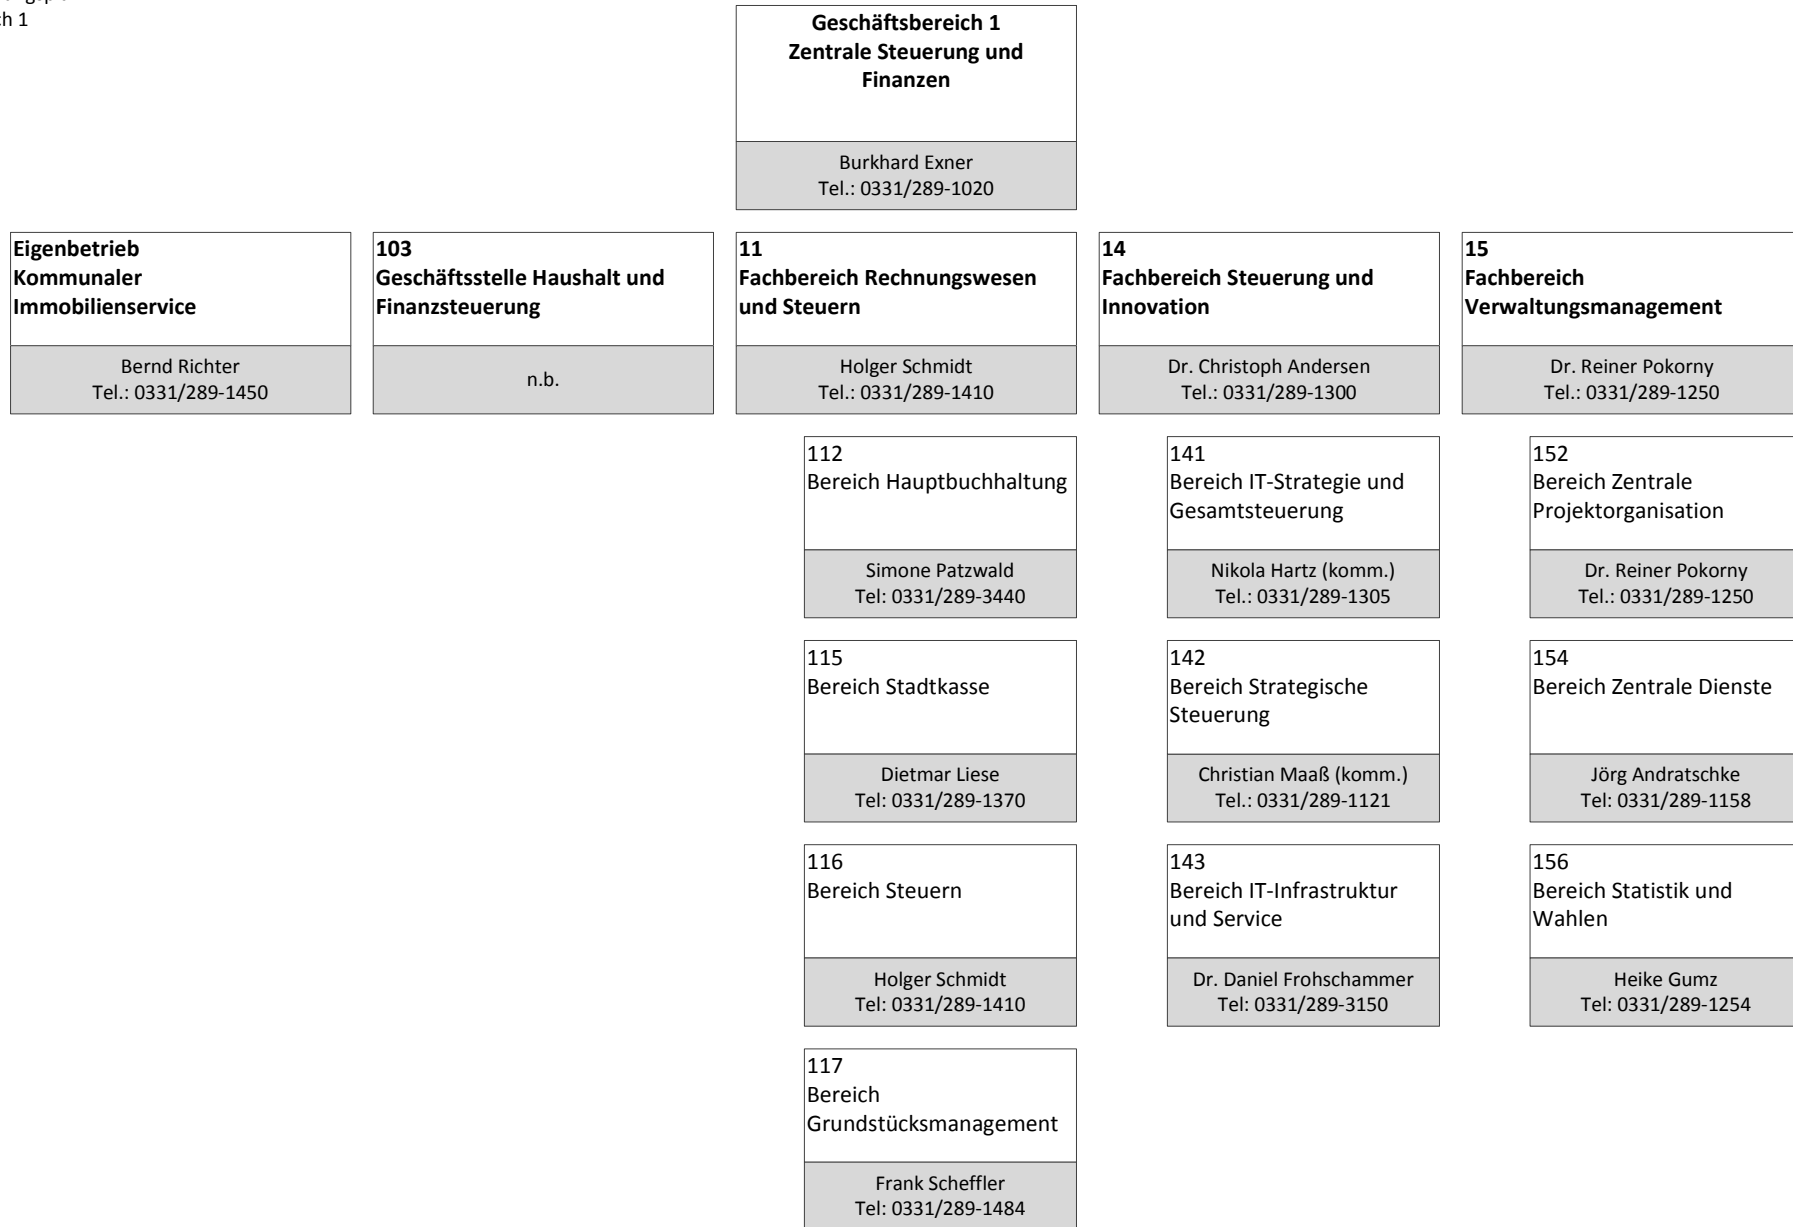 ch 1
Geschäftsbereich 1
Zentrale Steuerung und
Finanzen
Burkhard Exner
Tel.: 0331/289-1020
Eigenbetrieb
Kommunaler
Immobilienservice
Bernd Richter
Tel.: 0331/289-1450
103
Geschäftsstelle Haushalt und
Finanzsteuerung
n.b.
11
Fachbereich Rechnungswesen
und Steuern
Holger Schmidt
Tel.: 0331/289-1410
14
Fachbereich Steuerung und
Innovation
Dr. Christoph Andersen
Tel.: 0331/289-1300
15
Fachbereich
Verwaltungsmanagement
Dr. Reiner Pokorny
Tel.: 0331/289-1250
112
Bereich Hauptbuchhaltung
Simone Patzwald
Tel: 0331/289-3440
141
Bereich IT-Strategie und
Gesamtsteuerung
Nikola Hartz (komm.)
Tel.: 0331/289-1305
152
Bereich Zentrale
Projektorganisation
Dr. Reiner Pokorny
Tel.: 0331/289-1250
115
Bereich Stadtkasse
Dietmar Liese
Tel: 0331/289-1370
142
Bereich Strategische
Steuerung
Christian Maaß (komm.)
Tel.: 0331/289-1121
154
Bereich Zentrale Dienste
Jörg Andratschke
Tel: 0331/289-1158
116
Bereich Steuern
Holger Schmidt
Tel: 0331/289-1410
143
Bereich IT-Infrastruktur
und Service
Dr. Daniel Frohschammer
Tel: 0331/289-3150
156
Bereich Statistik und
Wahlen
Heike Gumz
Tel: 0331/289-1254
117
Bereich
Grundstücksmanagement
Frank Scheffler
Tel: 0331/289-1484